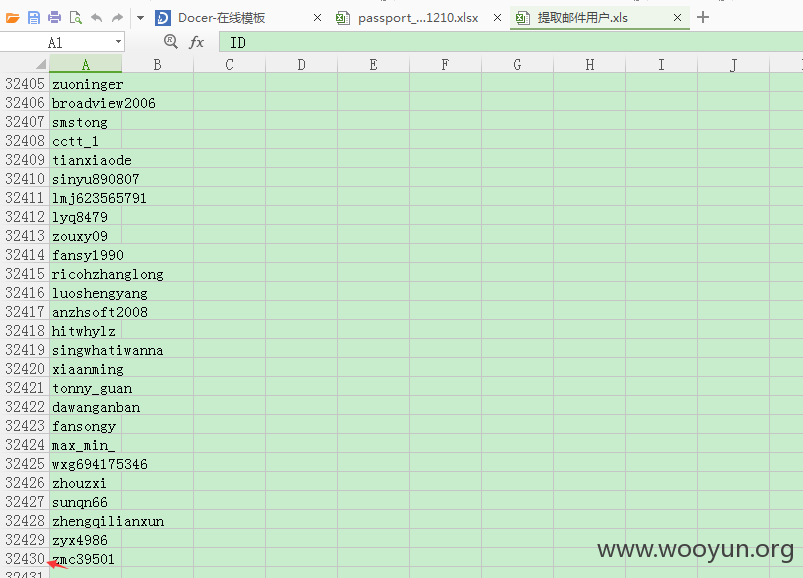 Docer-在线模板
passport_...1210.xlsx
提取邮件用户.xls
A1
fx
ID
A B C D E F G H I J
32405 zuoninger
32406 broadview2006
32407 smstong
32408 cctt_1
32409 tianxiaode
32410 sinyu890807
32411 lmj623565791
32412 lyq8479
32413 zouxy09
32414 fansy1990
32415 ricohzhanglong
32416 luoshengyang
32417 anzhsoft2008
32418 hitwhylz
32419 singwhatiwanna
32420 xiaanming
32421 tonny_guan
32422 dawanganban
32423 fansongy
32424 max_min_
32425 wxg694175346
32426 zhouzxi
32427 sunqn66
32428 zhengqilianxun
32429 zyx4986
32430 zmc39501
32431
www.wooyun.org